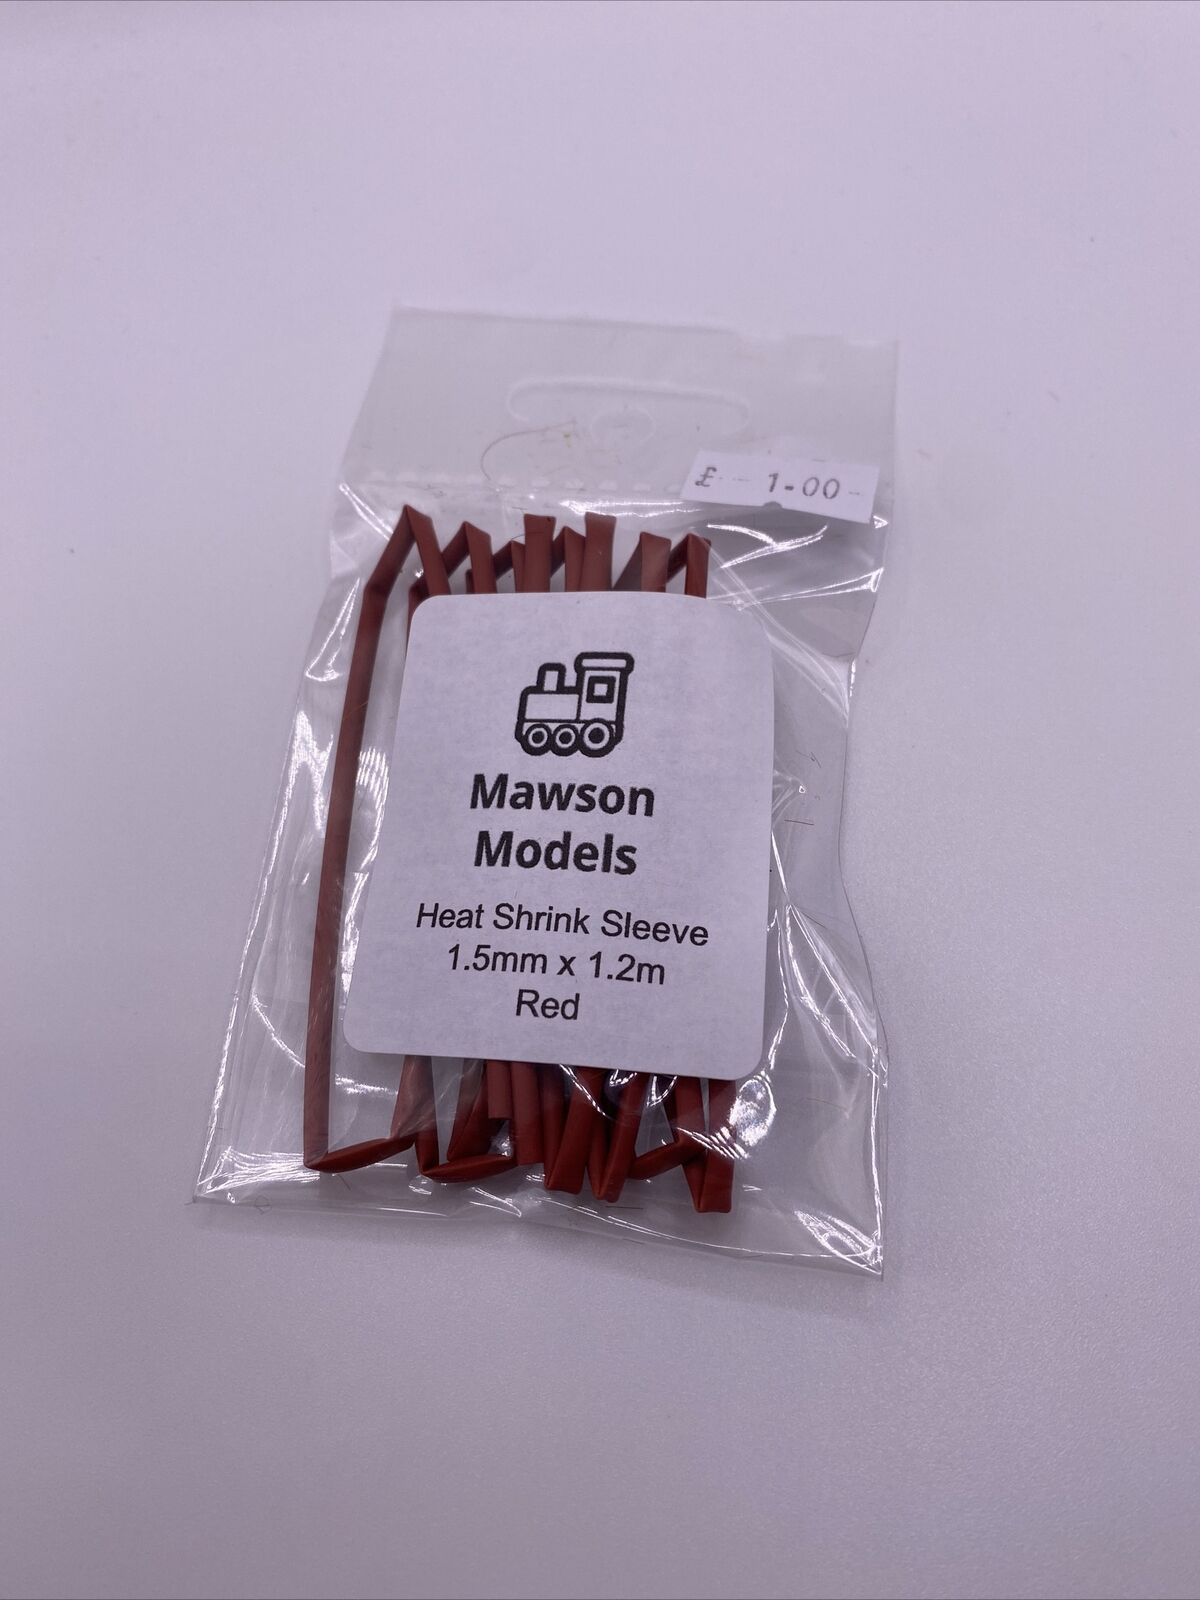 £ - 1.00 -
Mawson
Models
Heat Shrink Sleeve
1.5mm x 1.2m
Red